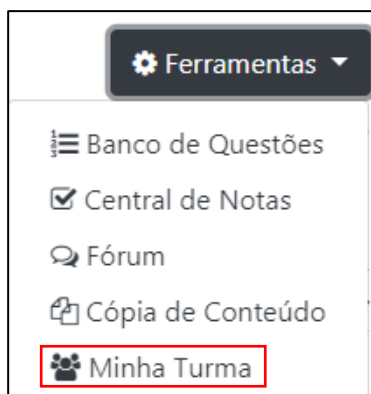 Ferramentas
Banco de Questões
Central de Notas
Fórum
Cópia de Conteúdo
Minha Turma